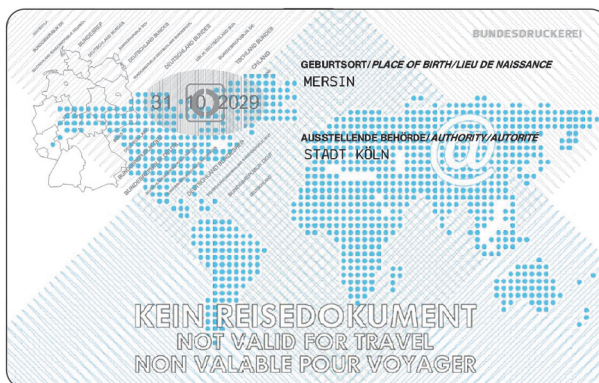 BUNDESDRUCKEREI
GEBURTSORT/PLACE OF BIRTH/LIEU DE NAISSANCE
MERSIN
31 10 2029
AUSSTELLENDE BEHÖRDE/AUTHORITY/AUTORITÉ
STADT KÖLN
@
KEIN REISEDOKUMENT
NOT VALID FOR TRAVEL
NON VALABLE POUR VOYAGER